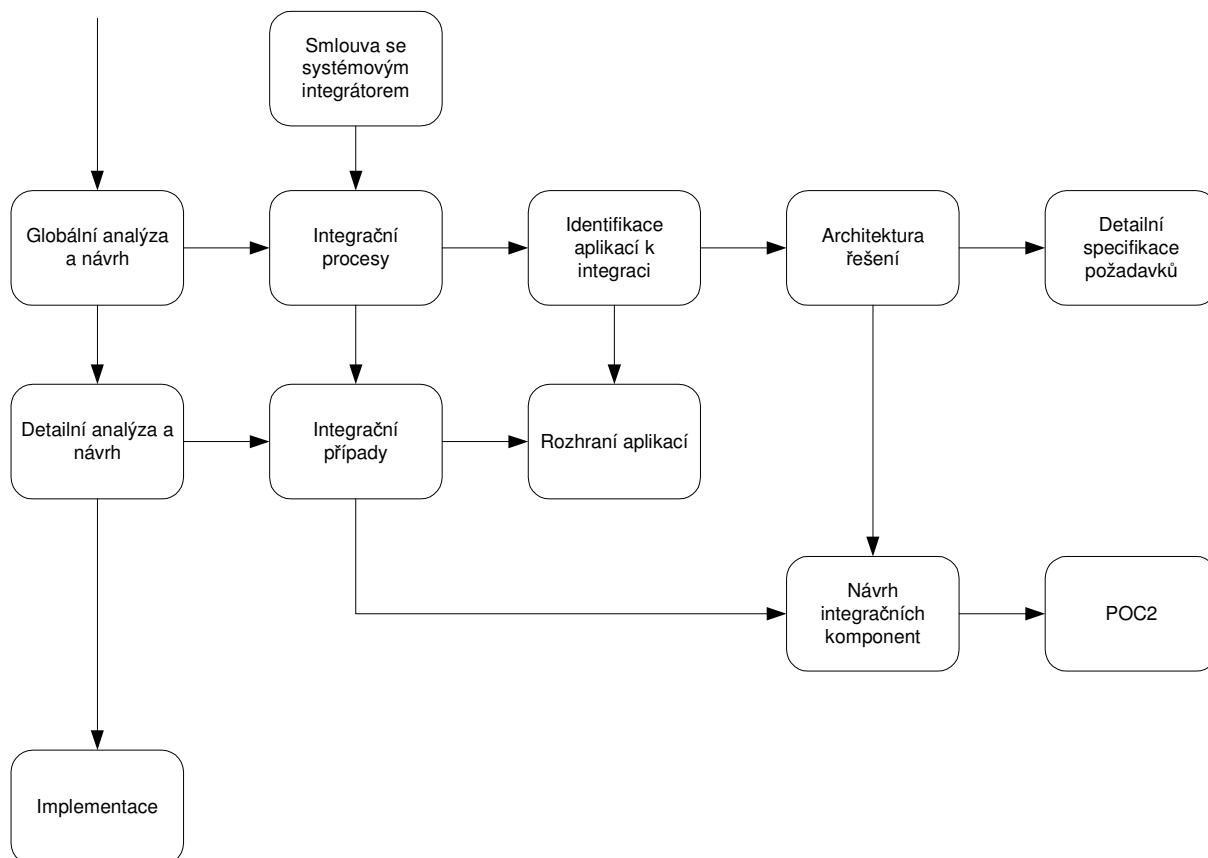 Smlouva se
systémovým
integrátorem
Globální analýza
a návrh
Integrační
procesy
Identifikace
aplikací k
integraci
Architektura
řešení
Detailní
specifikace
požadavků
Detailní analýza a
návrh
Integrační
případy
Rozhraní aplikací
Návrh
integračních
komponent
POC2
Implementace